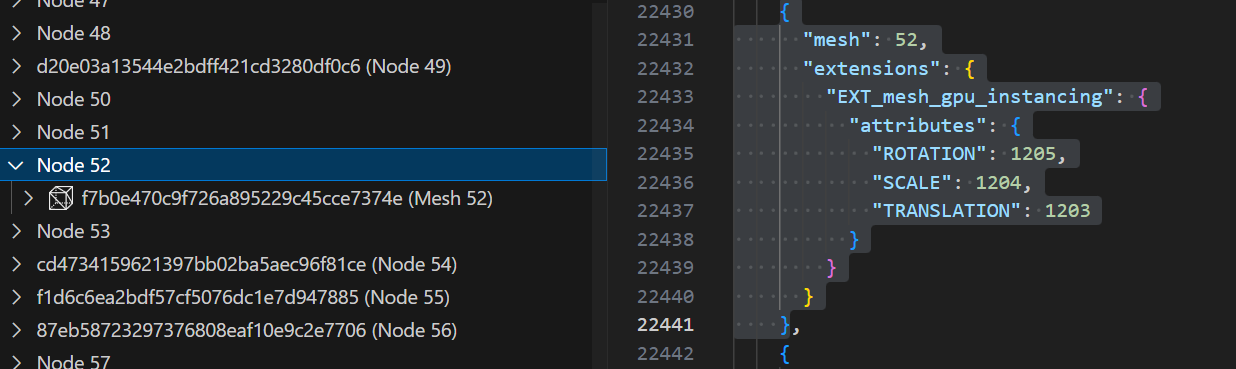 Node 47
Node 48
d20e03a13544e2bdff421cd3280df0c6 (Node 49)
Node 50
Node 51
Node 52
f7b0e470c9f726a895229c45cce7374e (Mesh 52)
Node 53
cd4734159621397bb02ba5aec96f81ce (Node 54)
f1d6c6ea2bdf57cf5076dc1e7d947885 (Node 55)
87eb58723297376808eaf10e9c2e7706 (Node 56)
Node 57
22430 {
22431 "mesh": 52,
22432 "extensions": {
22433 "EXT_mesh_gpu_instancing": {
22434 "attributes": {
22435 "ROTATION": 1205,
22436 "SCALE": 1204,
22437 "TRANSLATION": 1203
22438 }
22439 }
22440 }
22441 },
22442 {